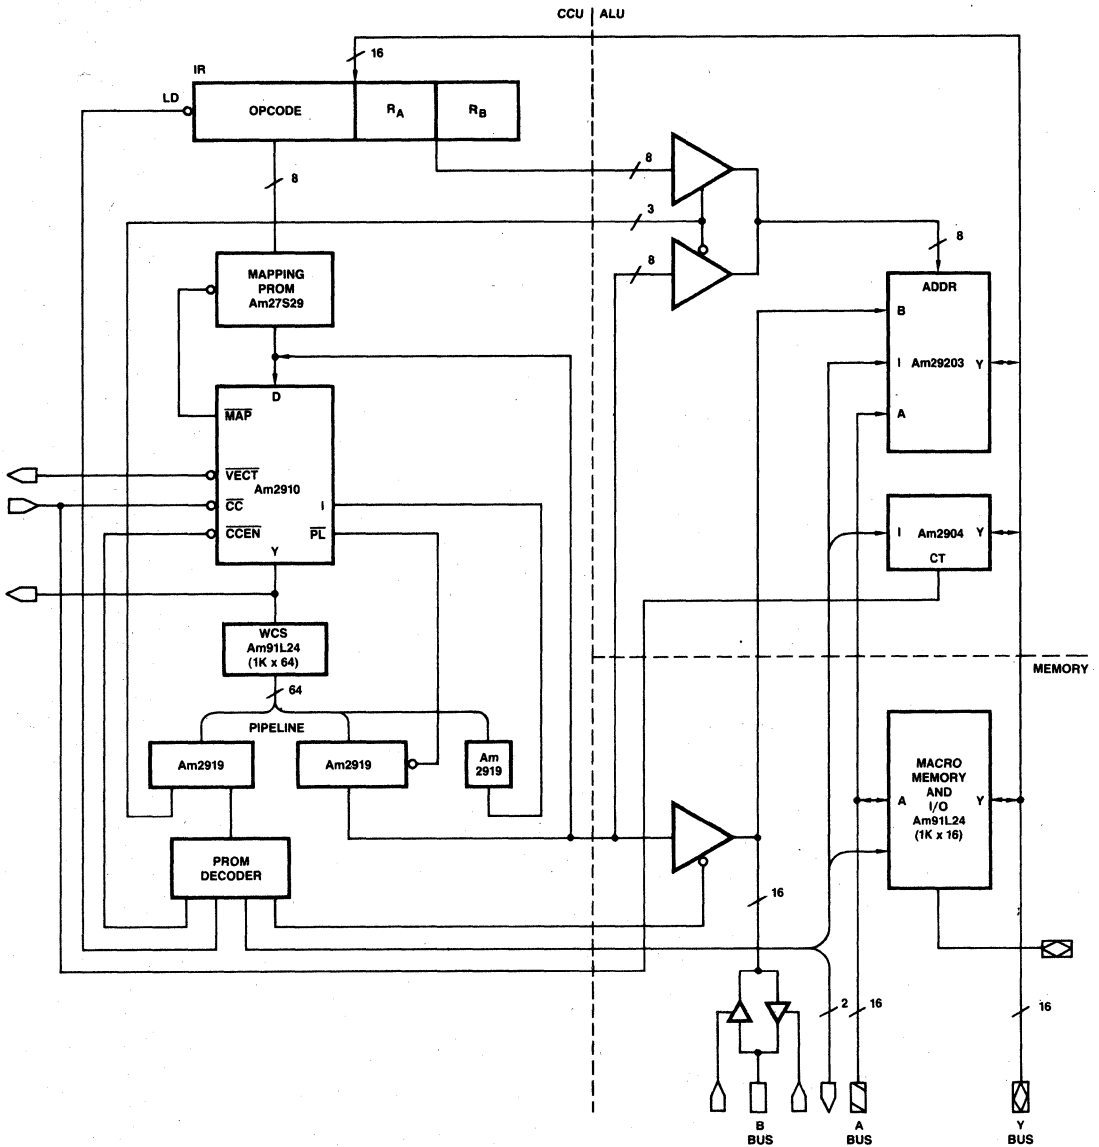 CCU ALU
16
IR
LD
OPCODE
RA
RB
8
8
3
8
8
MAPPING
PROM
Am27S29
ADDR
B
I Am29203 Y
A
D
MAP
VECT
Am2910
CC
I
CCEN
PL
Y
I Am2904 Y
CT
WCS
Am91L24
(1K x 64)
64
MEMORY
PIPELINE
Am2919
Am2919
Am
2919
MACRO
MEMORY
AND
I/O
Am91L24
(1K x 16)
A
Y
PROM
DECODER
16
2
16
16
B
BUS
A
BUS
Y
BUS